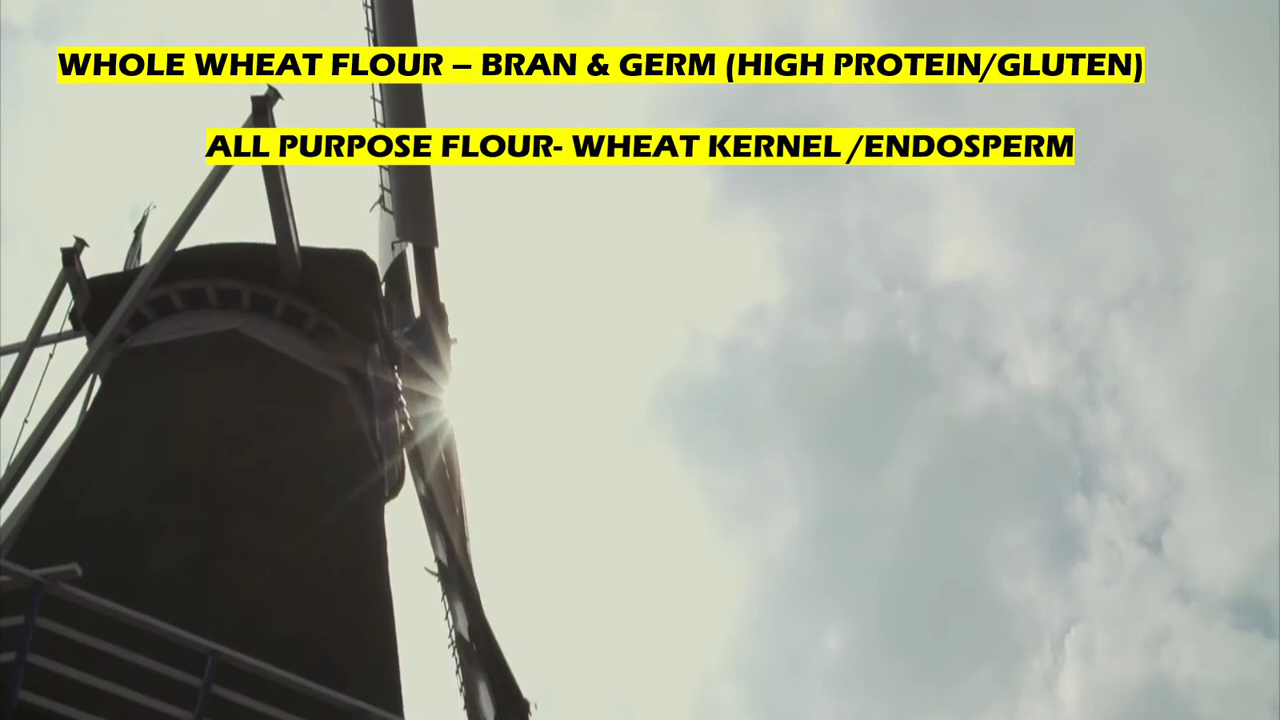 WHOLE WHEAT FLOUR – BRAN & GERM (HIGH PROTEIN/GLUTEN)
ALL PURPOSE FLOUR- WHEAT KERNEL /ENDOSPERM